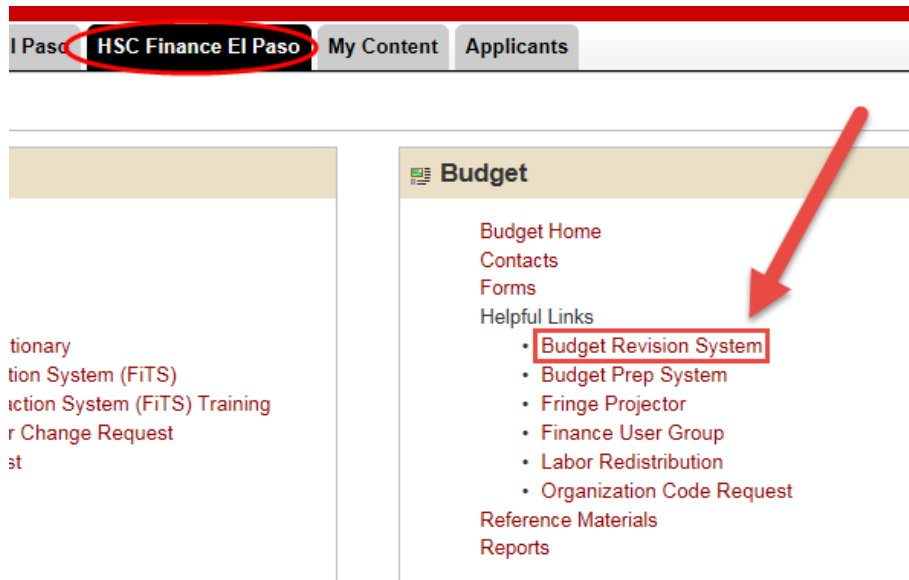 l Paso HSC Finance El Paso My Content Applicants
Budget
Budget Home
Contacts
Forms
Helpful Links
• Budget Revision System
• Budget Prep System
• Fringe Projector
• Finance User Group
• Labor Redistribution
• Organization Code Request
Reference Materials
Reports
tionary
tion System (FiTS)
action System (FiTS) Training
r Change Request
st